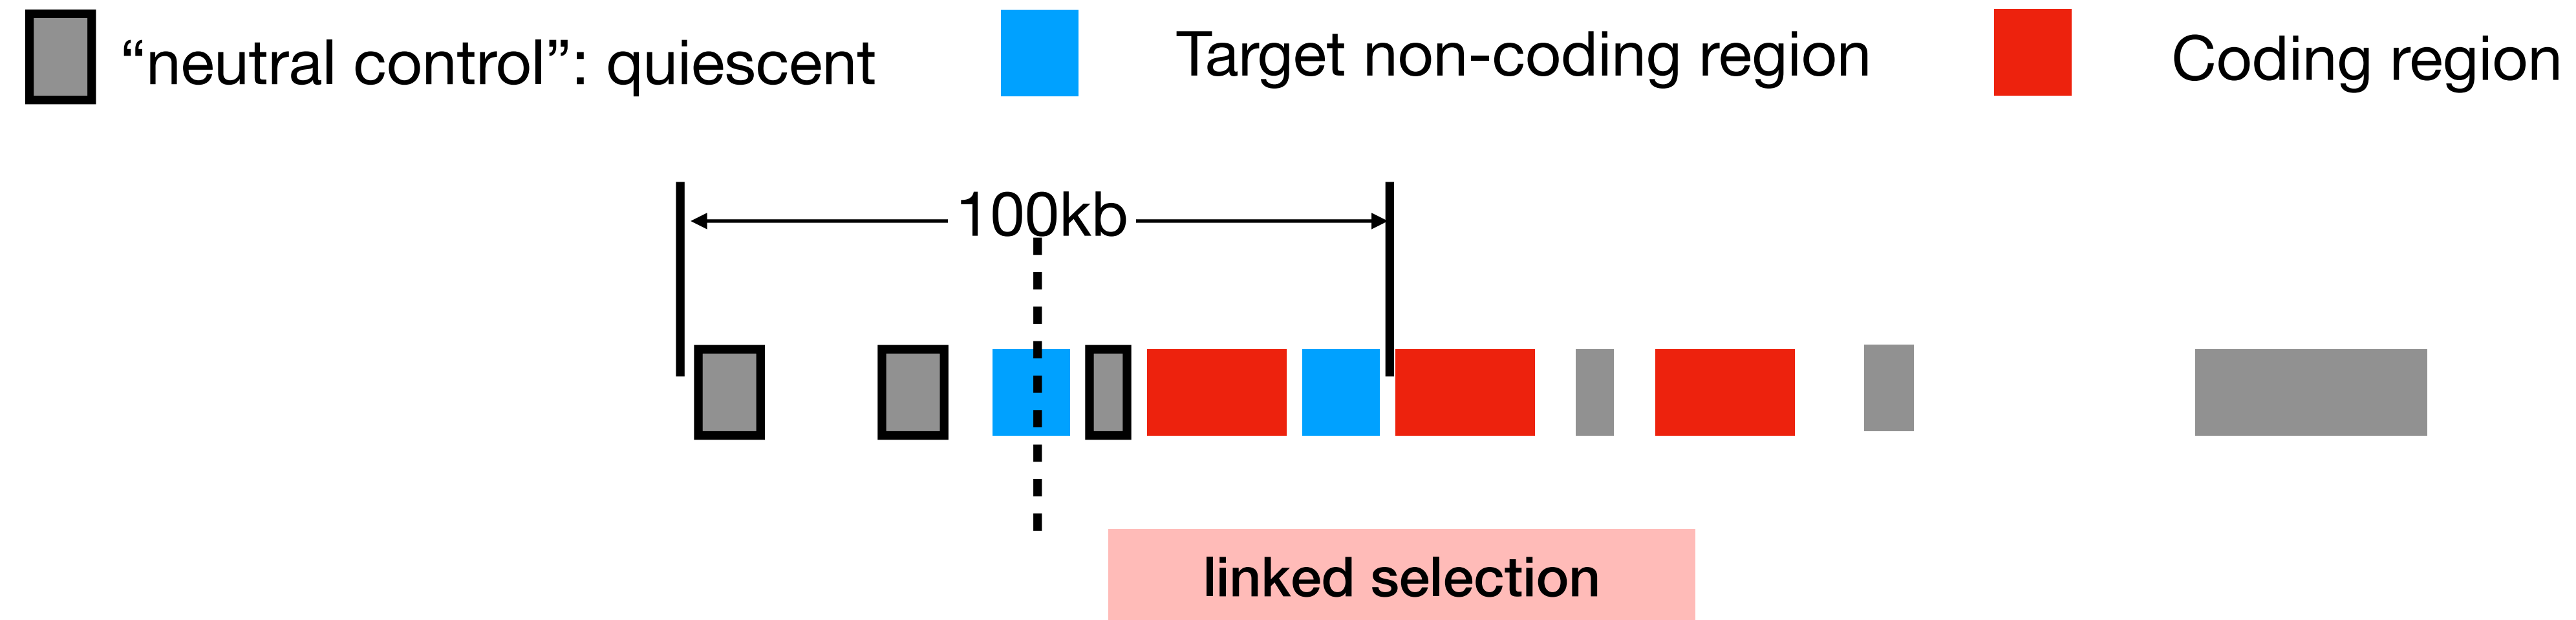 “neutral control”: quiescent
Target non-coding region
Coding region
100kb
linked selection